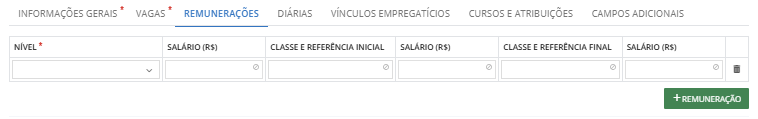 INFORMAÇÕES GERAIS * VAGAS * REMUNERAÇÕES DIÁRIAS VÍNCULOS EMPREGATÍCIOS CURSOS E ATRIBUIÇÕES CAMPOS ADICIONAIS
NÍVEL * SALÁRIO (R$) CLASSE E REFERÊNCIA INICIAL SALÁRIO (R$) CLASSE E REFERÊNCIA FINAL SALÁRIO (R$)
+ REMUNERAÇÃO